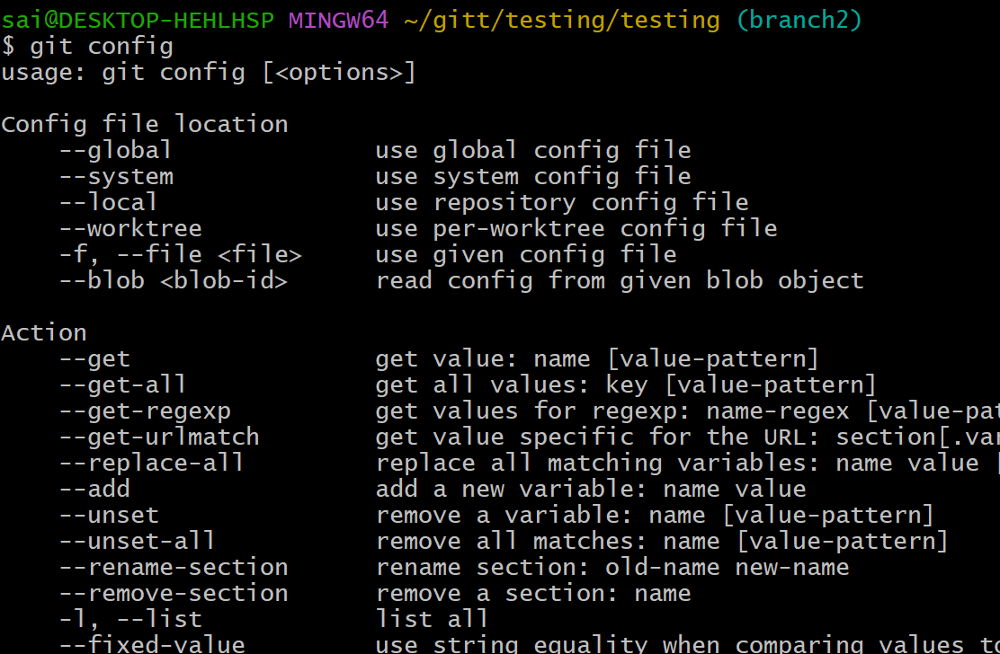 sai@DESKTOP-HEHLHSP MINGW64 ~/gitt/testing/testing (branch2)
$ git config
usage: git config [<options>]

Config file location
    --global              use global config file
    --system              use system config file
    --local               use repository config file
    --worktree            use per-worktree config file
    -f, --file <file>     use given config file
    --blob <blob-id>      read config from given blob object

Action
    --get                 get value: name [value-pattern]
    --get-all             get all values: key [value-pattern]
    --get-regexp          get values for regexp: name-regex [value-pat
    --get-urlmatch        get value specific for the URL: section[.var
    --replace-all         replace all matching variables: name value [
    --add                 add a new variable: name value
    --unset               remove a variable: name [value-pattern]
    --unset-all           remove all matches: name [value-pattern]
    --rename-section      rename section: old-name new-name
    --remove-section      remove a section: name
    -l, --list            list all
    --fixed-value         use string equality when comparing values to